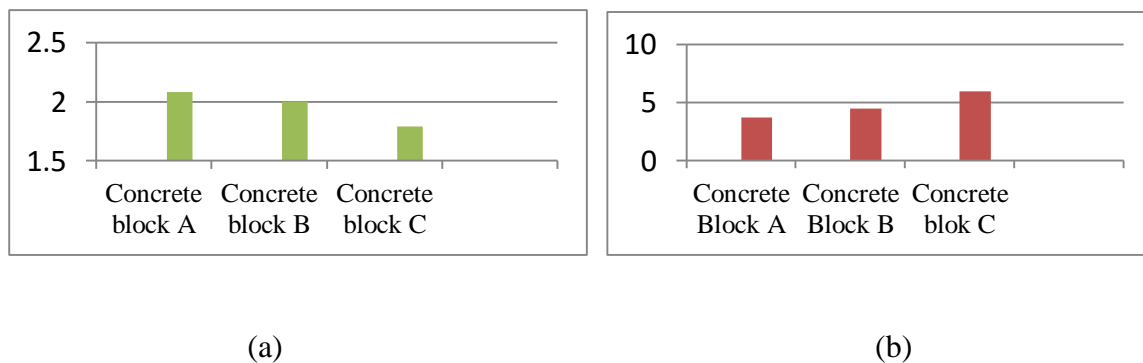 2.5
2
1.5
Concrete Concrete Concrete
block A block B block C
10
5
0
Concrete Concrete Concrete
Block A Block B blok C
(a)
(b)